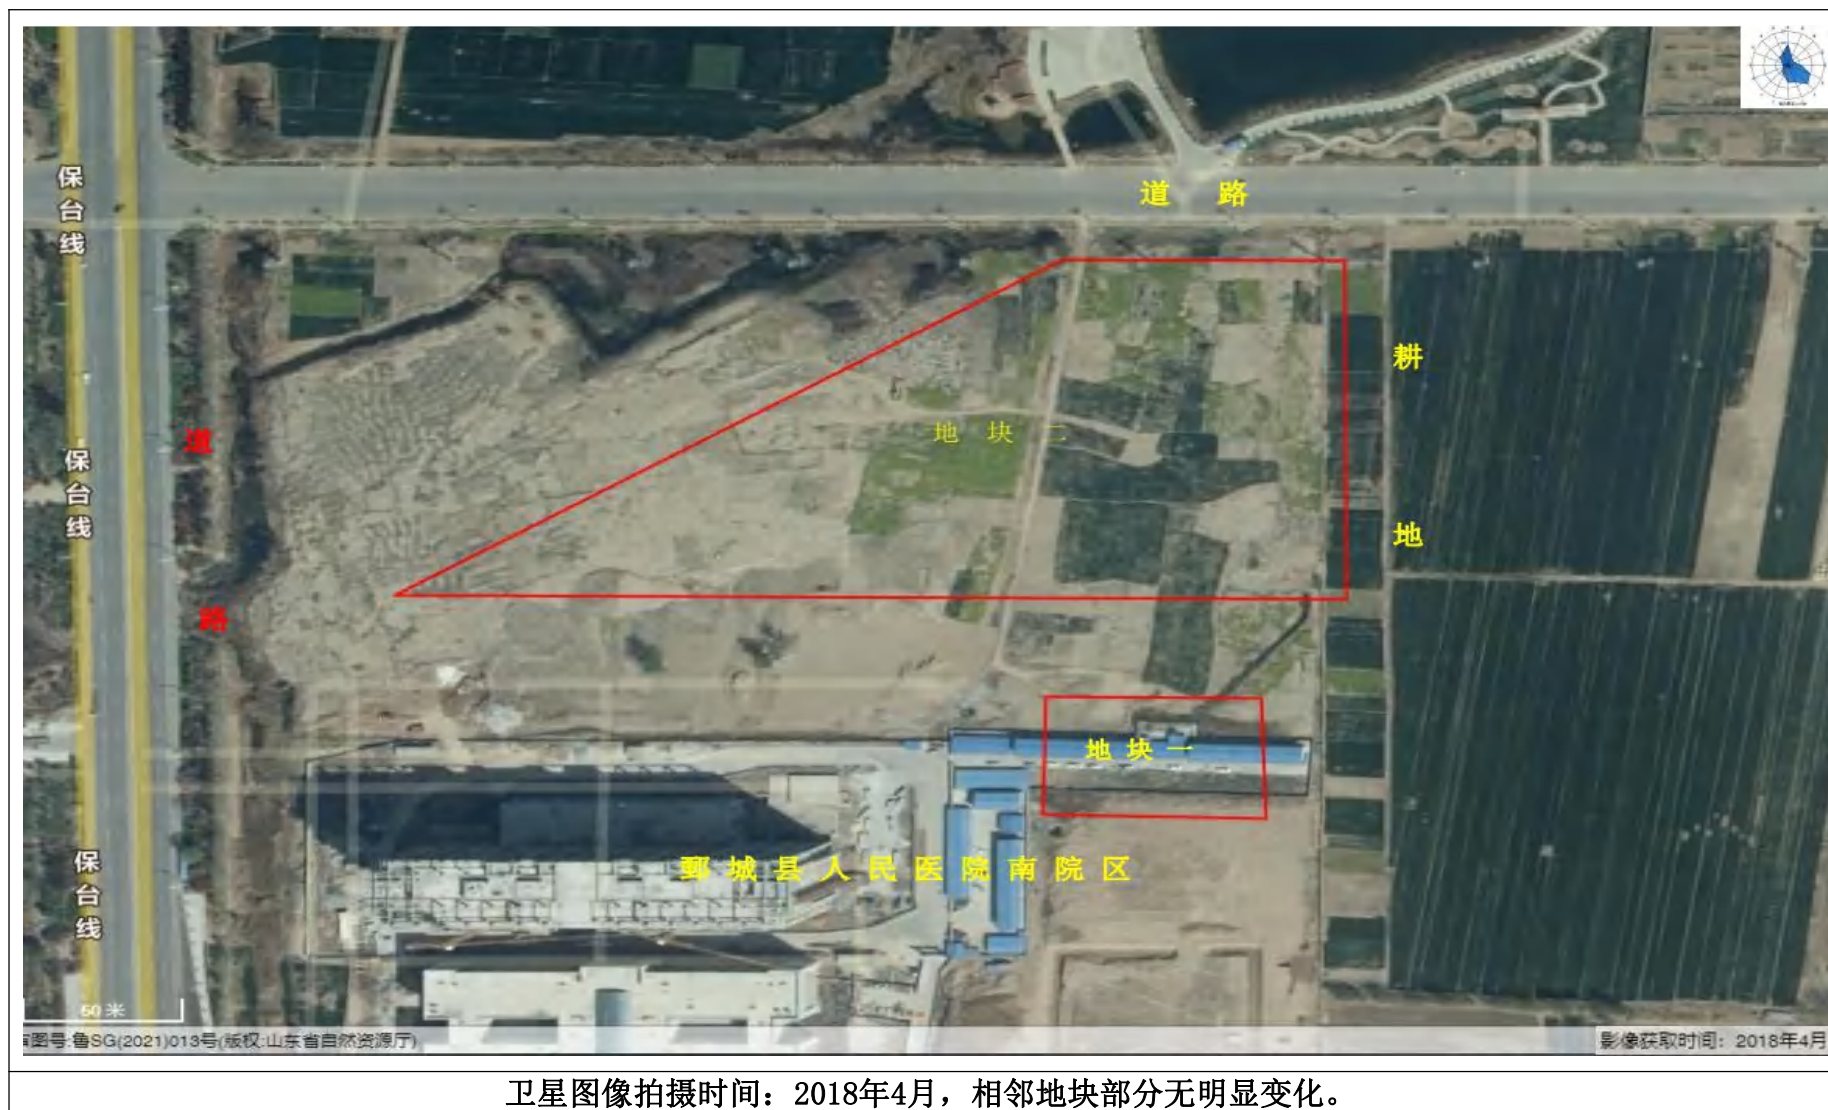 保台线
道 路
保台线
道
路
保台线
耕
地
地 块 二
地 块 一
鄄 城 县 人 民 医 院 南 院 区
60米
图号:鲁SG(2021)013号(版权:山东省自然资源厅)
影像获取时间：2018年4月
卫星图像拍摄时间：2018年4月，相邻地块部分无明显变化。